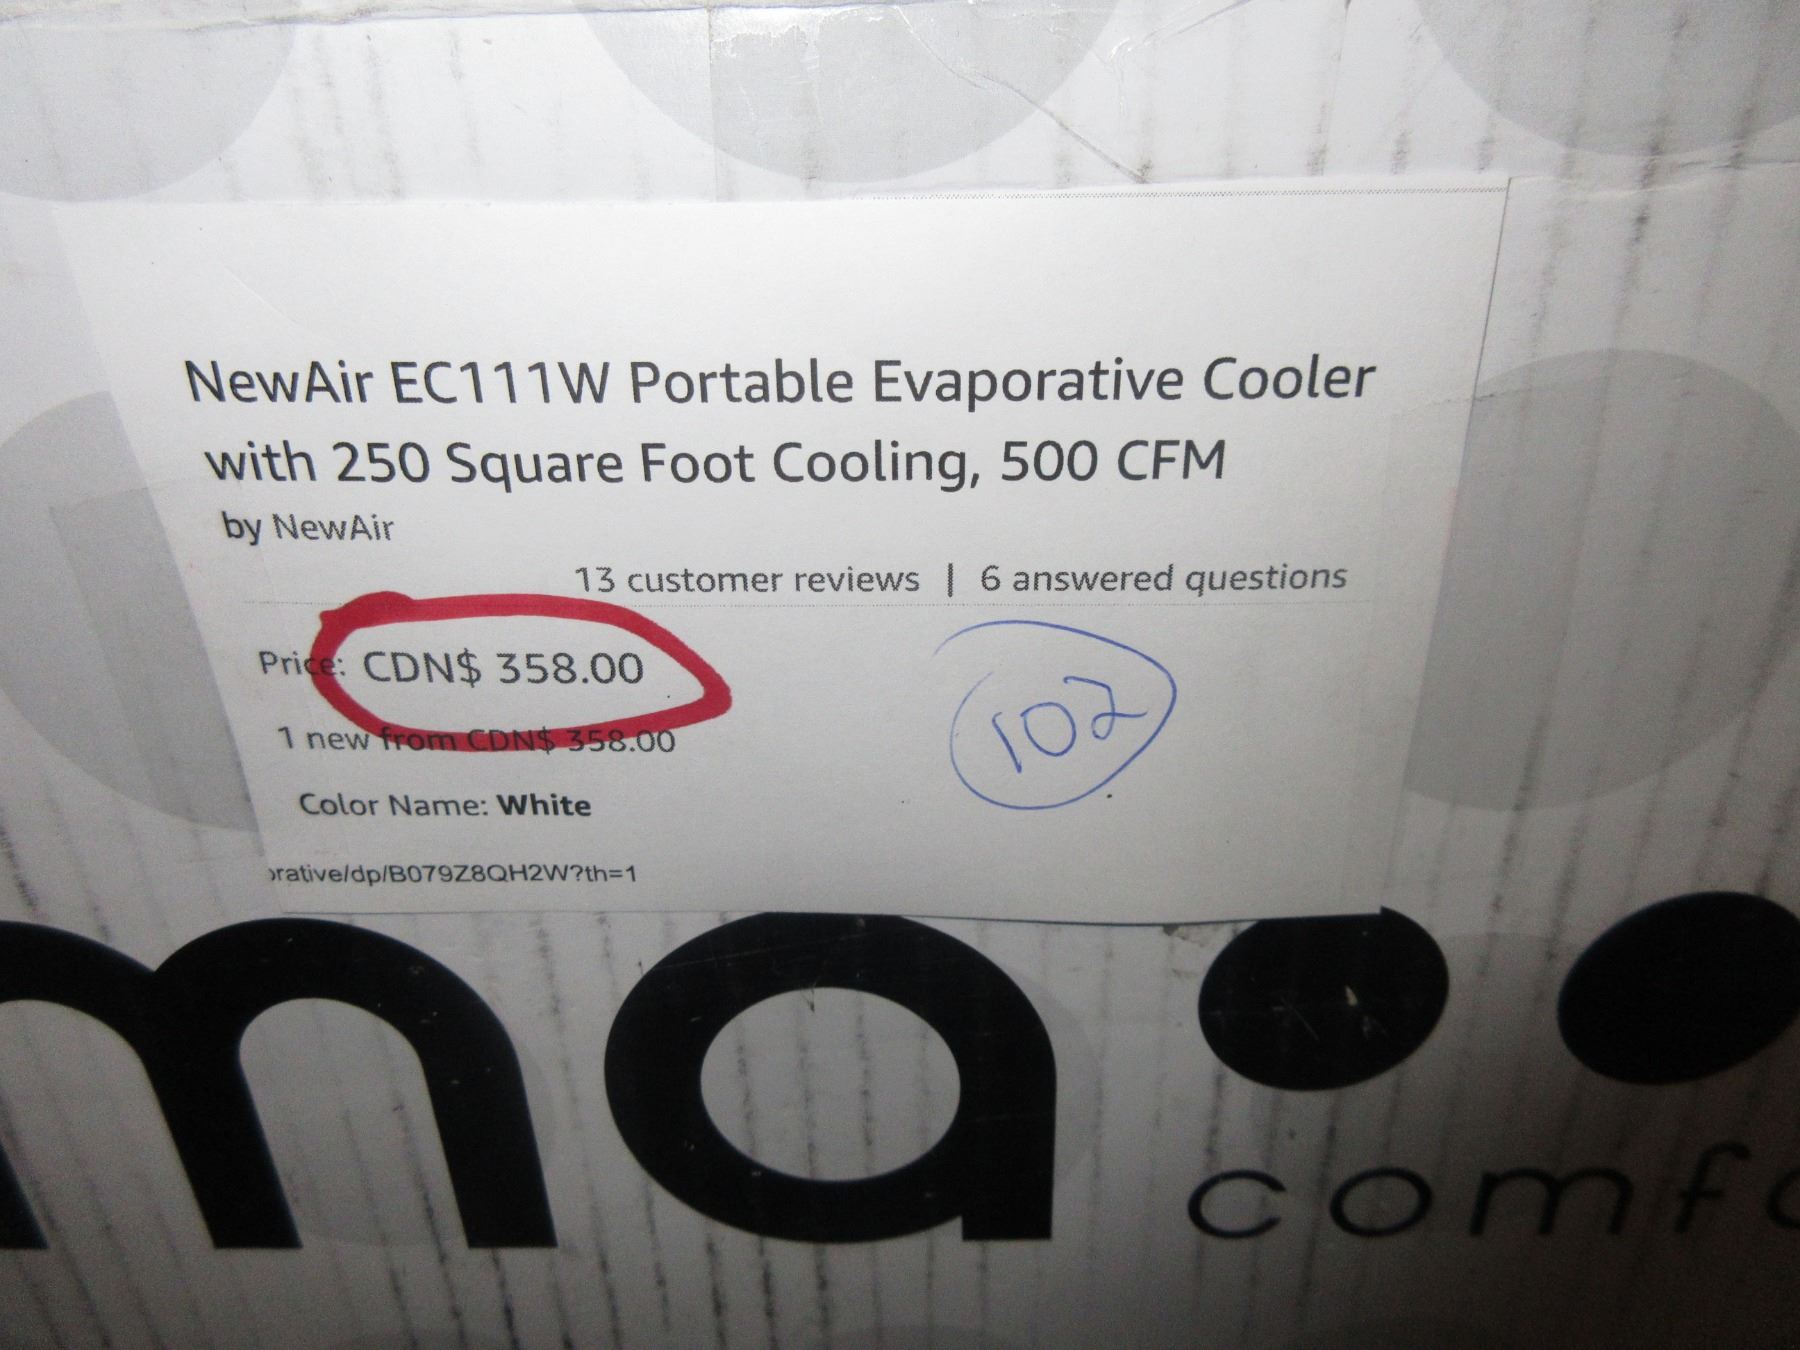 NewAir EC111W Portable Evaporative Cooler
with 250 Square Foot Cooling, 500 CFM
by NewAir
13 customer reviews | 6 answered questions
Price: CDN$ 358.00
102
1 new from CDN$ 358.00
Color Name: White
orative/dp/B079Z8QH2W?th=1
ma
comfo